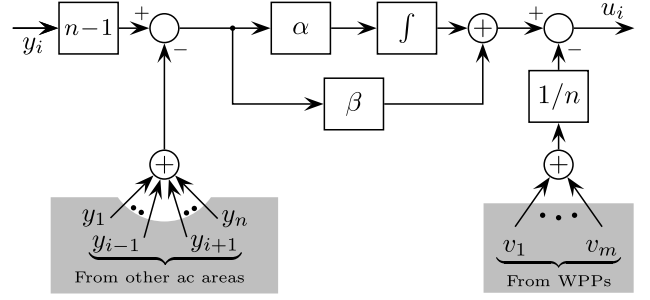 + + u_i
y_i n−1 α ∫ +
− −
β 1/n
+ +
y_1 y_n
y_{i−1} y_{i+1} v_1 v_m
From other ac areas From WPPs